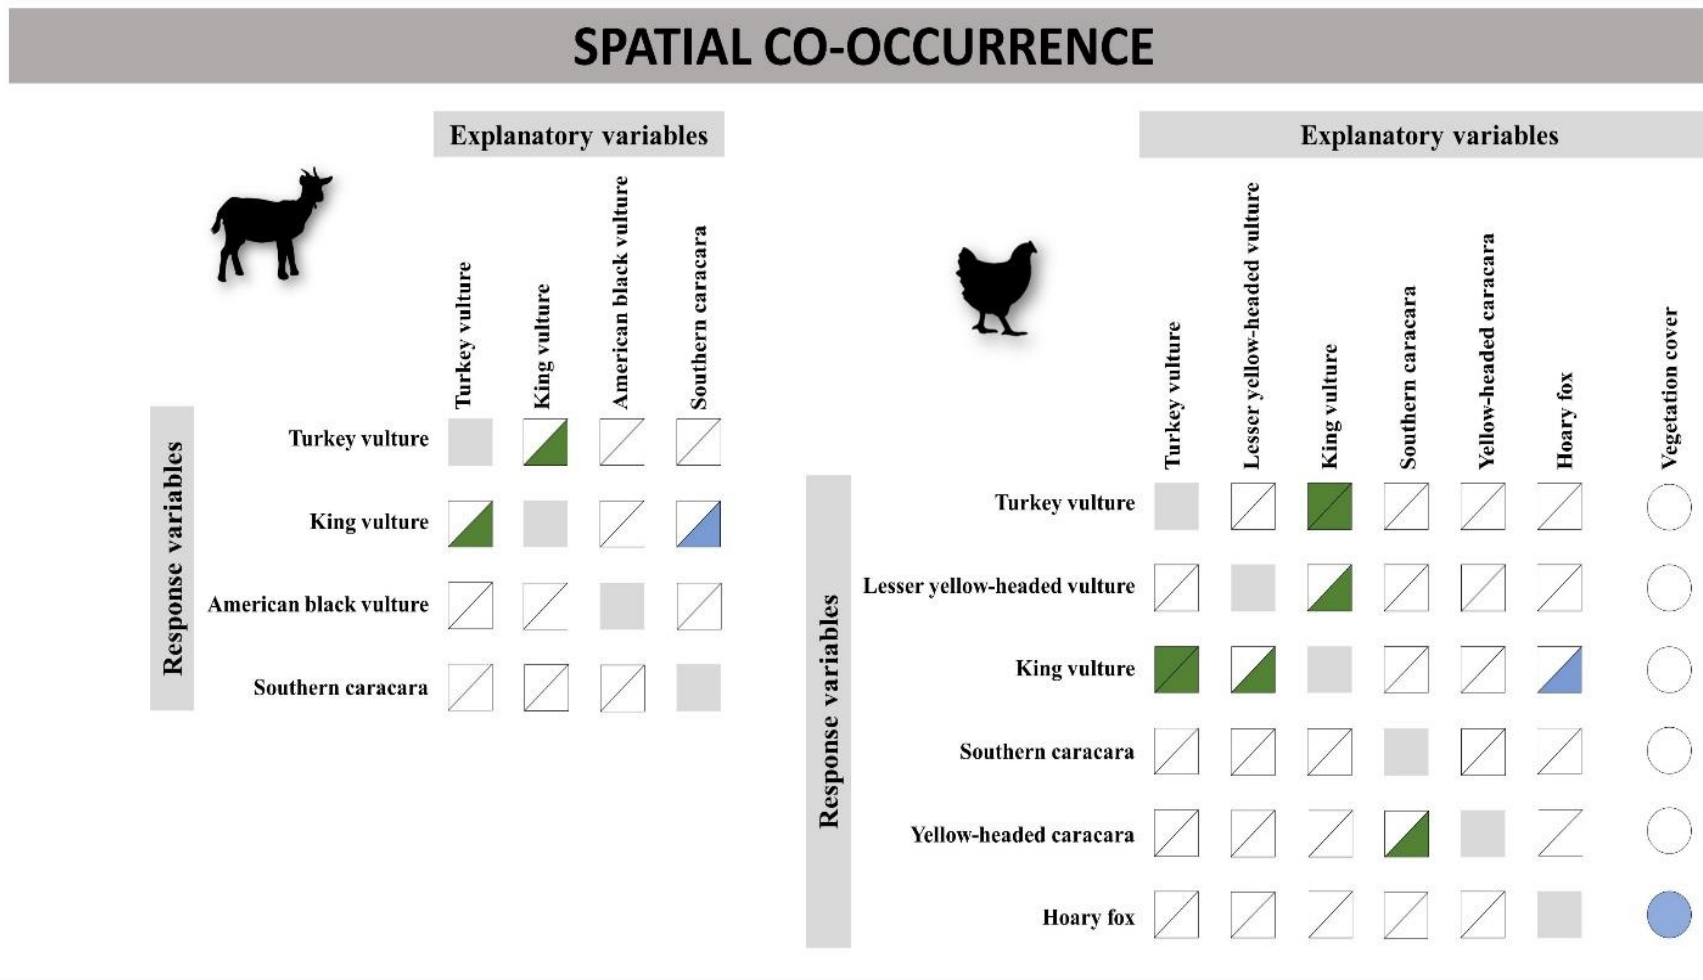 SPATIAL CO-OCCURRENCE
Explanatory variables
Turkey vulture
King vulture
American black vulture
Southern caracara
Response variables
Turkey vulture
King vulture
American black vulture
Southern caracara
Explanatory variables
Turkey vulture
Lesser yellow-headed vulture
King vulture
Southern caracara
Yellow-headed caracara
Hoary fox
Vegetation cover
Response variables
Turkey vulture
Lesser yellow-headed vulture
King vulture
Southern caracara
Yellow-headed caracara
Hoary fox